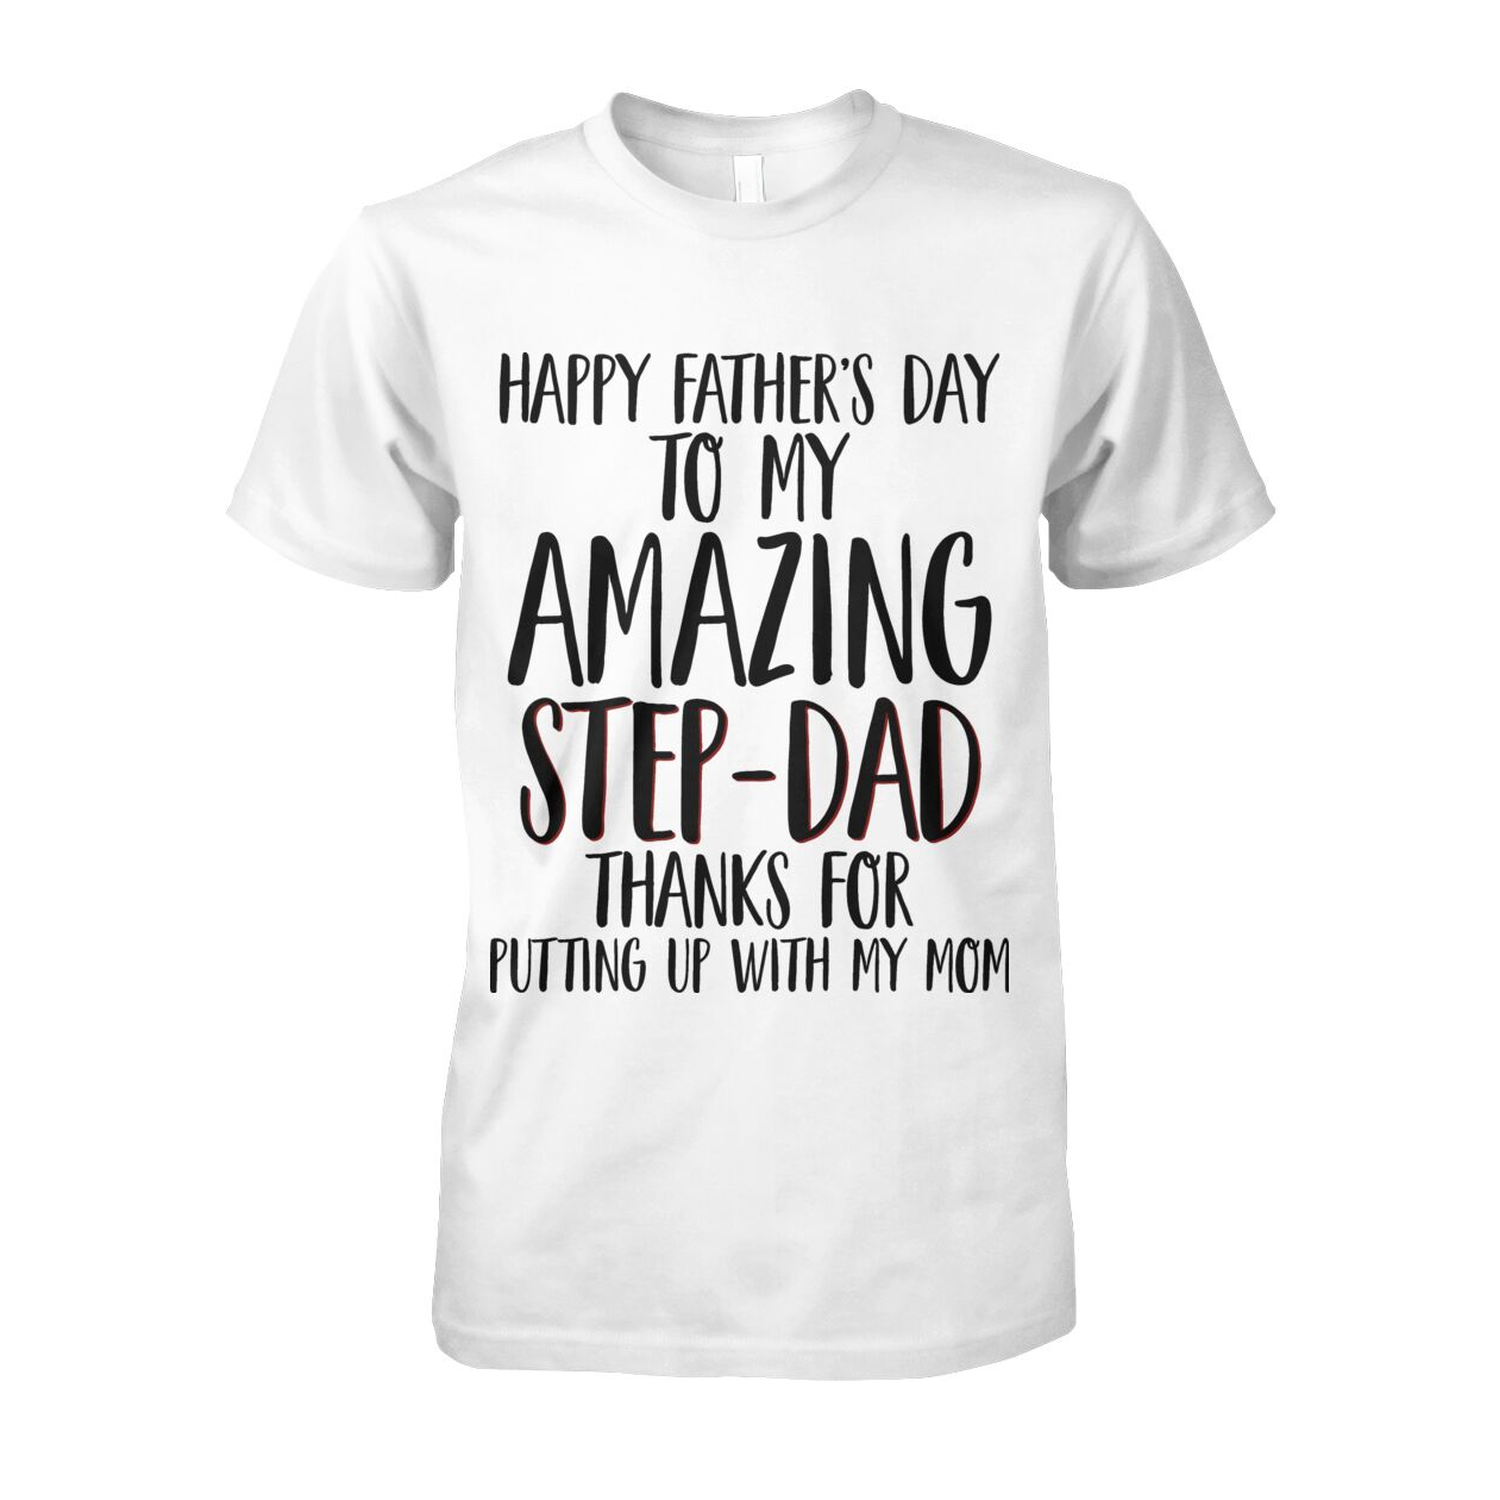 HAPPY FATHER'S DAY
TO MY
AMAZING
STEP-DAD
THANKS FOR
PUTTING UP WITH MY MOM